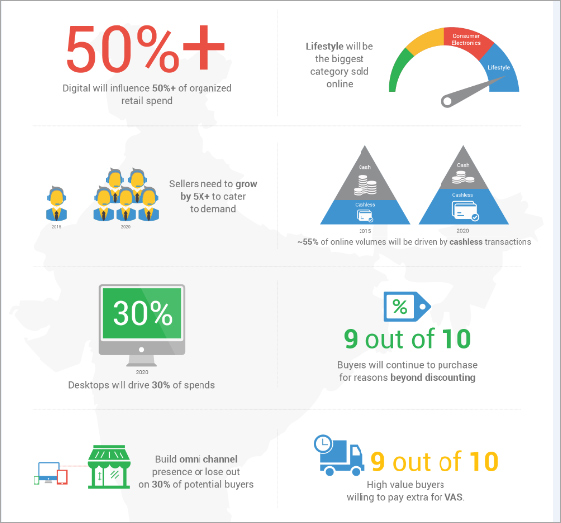 50%+
Digital will influence 50%+ of organized
retail spend
Lifestyle will be
the biggest
category sold
online
Consumer
Electronics
Lifestyle
2015
2020
Sellers need to grow
by 5X+ to cater
to demand
Cash
Cashless
2015
Cash
Cashless
2020
~55% of online volumes will be driven by cashless transactions
30%
2020
Desktops will drive 30% of spends
%
9 out of 10
Buyers will continue to purchase
for reasons beyond discounting
Build omni channel
presence or lose out
on 30% of potential buyers
9 out of 10
High value buyers
willing to pay extra for VAS.